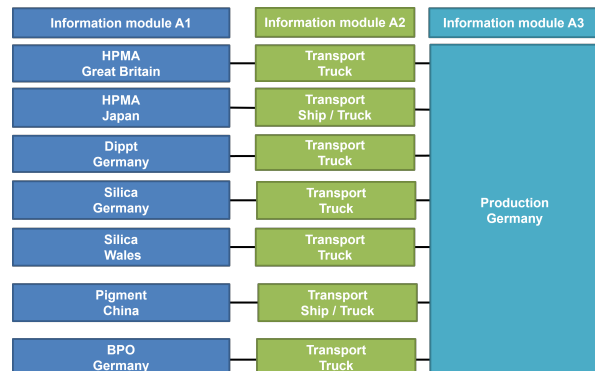 Information module A1
Information module A2
Information module A3
HPMA
Great Britain
Transport
Truck
HPMA
Japan
Transport
Ship / Truck
Dippt
Germany
Transport
Truck
Silica
Germany
Transport
Truck
Production
Germany
Silica
Wales
Transport
Truck
Pigment
China
Transport
Ship / Truck
BPO
Germany
Transport
Truck